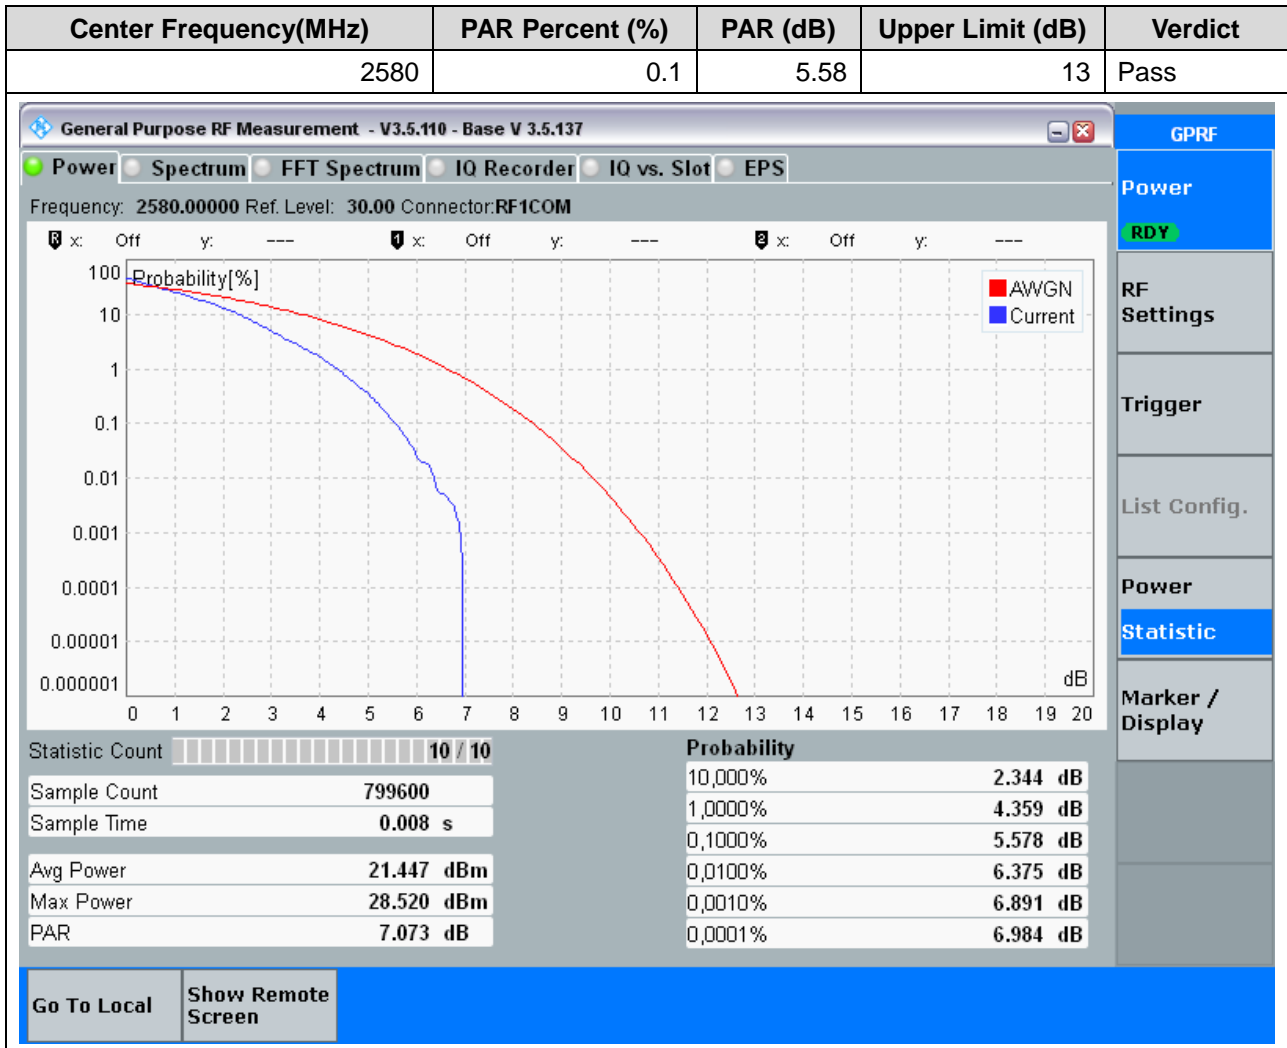 Center Frequency(MHz) PAR Percent (%) PAR (dB) Upper Limit (dB) Verdict
2580 0.1 5.58 13 Pass
General Purpose RF Measurement - V3.5.110 - Base V 3.5.137
GPRF
Power Spectrum FFT Spectrum IQ Recorder IQ vs. Slot EPS
Power
RDY
Frequency: 2580.00000 Ref. Level: 30.00 Connector:RF1COM
R x: Off y: --- 1 x: Off y: --- 2 x: Off y: ---
Probability[%]
AWGN
Current
100
10
1
0.1
0.01
0.001
0.0001
0.00001
0.000001
dB
0 1 2 3 4 5 6 7 8 9 10 11 12 13 14 15 16 17 18 19 20
RF
Settings
Trigger
List Config.
Power
Statistic
Marker /
Display
Statistic Count 10 / 10
Sample Count 799600
Sample Time 0.008 s
Avg Power 21.447 dBm
Max Power 28.520 dBm
PAR 7.073 dB
Probability
10,000% 2.344 dB
1,0000% 4.359 dB
0,1000% 5.578 dB
0,0100% 6.375 dB
0,0010% 6.891 dB
0,0001% 6.984 dB
Go To Local
Show Remote
Screen